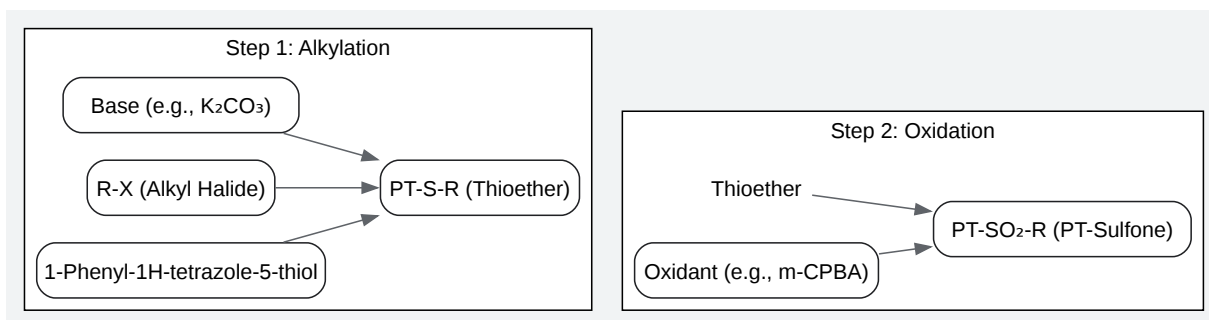 Step 1: Alkylation
Base (e.g., K₂CO₃)
R-X (Alkyl Halide)
PT-S-R (Thioether)
1-Phenyl-1H-tetrazole-5-thiol
Step 2: Oxidation
Thioether
PT-SO₂-R (PT-Sulfone)
Oxidant (e.g., m-CPBA)